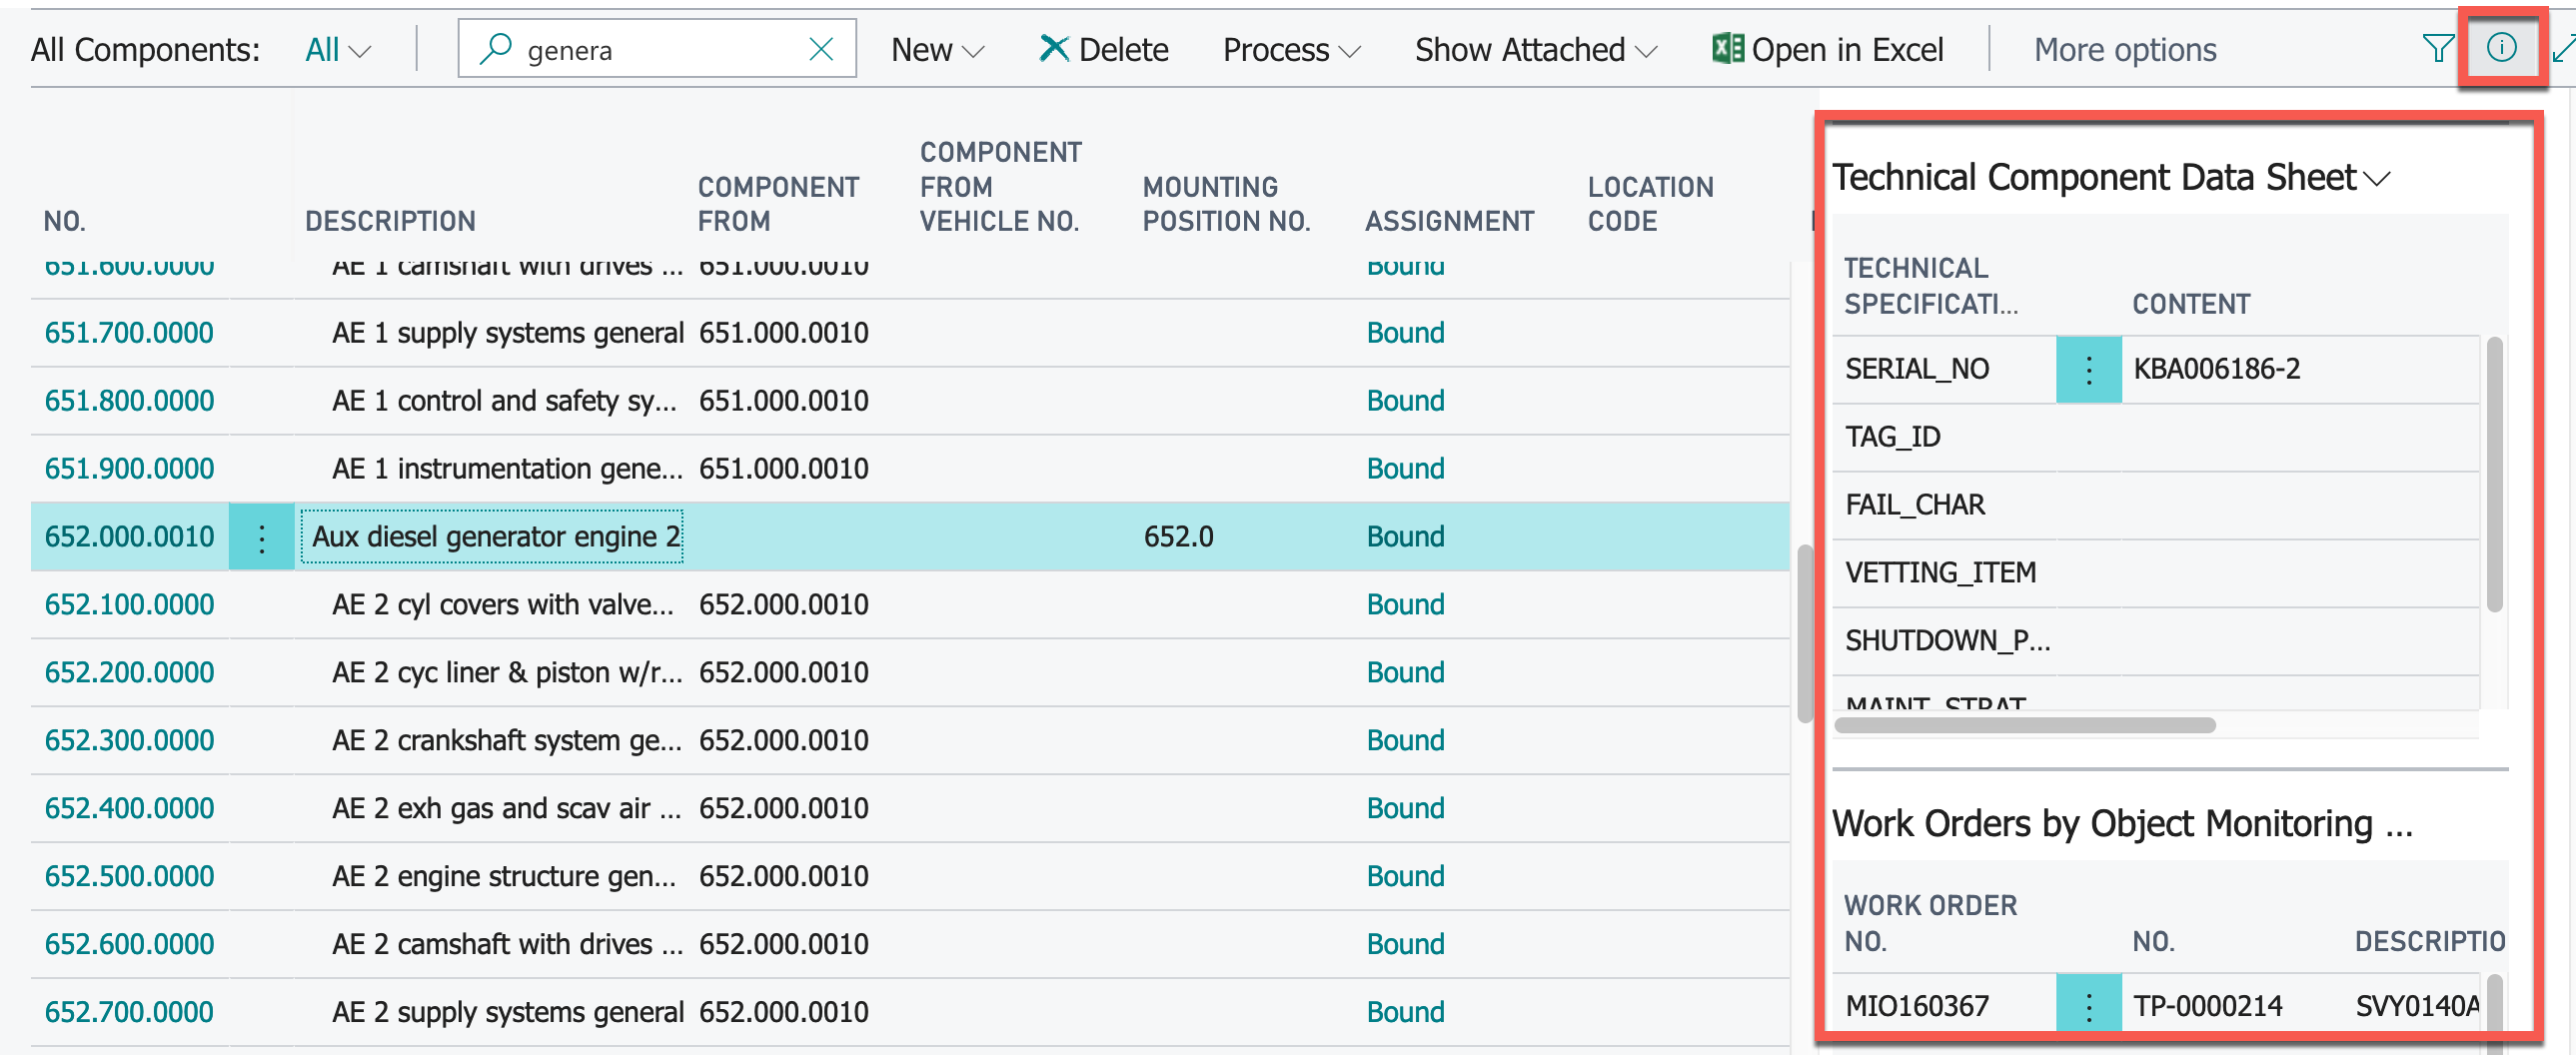 All Components: All genera New Delete Process Show Attached Open in Excel More options
NO. DESCRIPTION COMPONENT FROM COMPONENT FROM VEHICLE NO. MOUNTING POSITION NO. ASSIGNMENT LOCATION CODE
651.600.0000 AE 1 camshaft with drives ... 651.000.0010 Bound
651.700.0000 AE 1 supply systems general 651.000.0010 Bound
651.800.0000 AE 1 control and safety sy... 651.000.0010 Bound
651.900.0000 AE 1 instrumentation gene... 651.000.0010 Bound
652.000.0010 Aux diesel generator engine 2 652.0 Bound
652.100.0000 AE 2 cyl covers with valve... 652.000.0010 Bound
652.200.0000 AE 2 cyc liner & piston w/r... 652.000.0010 Bound
652.300.0000 AE 2 crankshaft system ge... 652.000.0010 Bound
652.400.0000 AE 2 exh gas and scav air ... 652.000.0010 Bound
652.500.0000 AE 2 engine structure gen... 652.000.0010 Bound
652.600.0000 AE 2 camshaft with drives ... 652.000.0010 Bound
652.700.0000 AE 2 supply systems general 652.000.0010 Bound
Technical Component Data Sheet
TECHNICAL SPECIFICATI... CONTENT
SERIAL_NO KBA006186-2
TAG_ID
FAIL_CHAR
VETTING_ITEM
SHUTDOWN_P...
MAINT_STRAT
Work Orders by Object Monitoring ...
WORK ORDER NO. NO. DESCRIPTIO
MIO160367 TP-0000214 SVY0140A